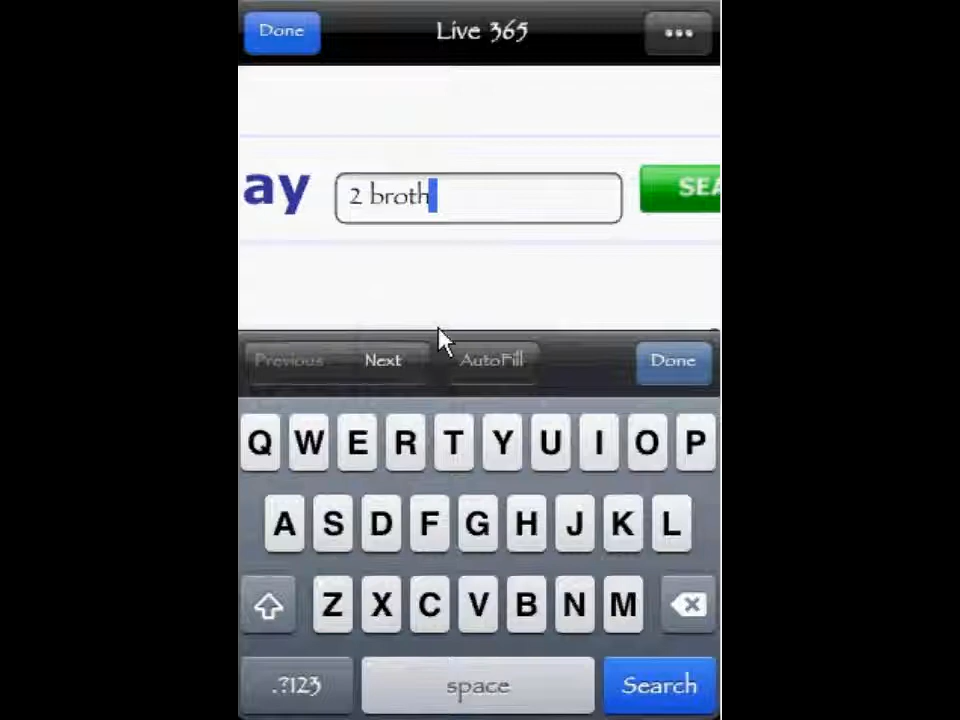 Done Live 365 •••
ay 2 broth SEA
Previous Next AutoFill Done
Q W E R T Y U I O P
A S D F G H J K L
Z X C V B N M
.?123 space Search